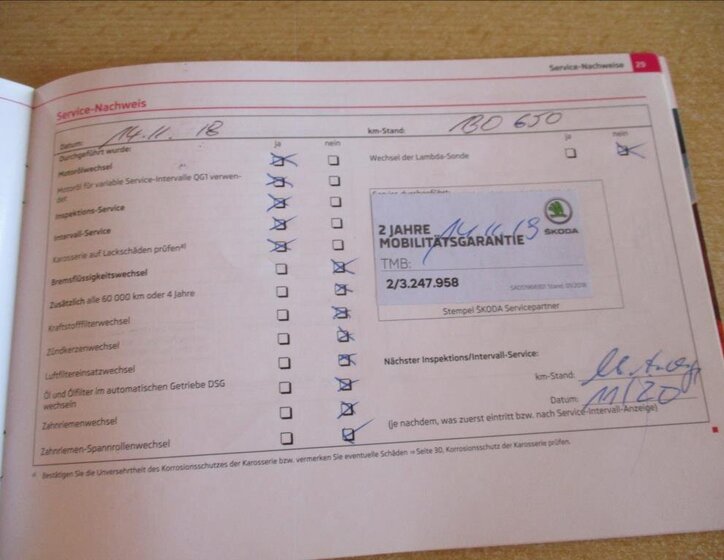 Service-Nachweise 25
Service-Nachweis
Datum: 14.11. 18 km-Stand: 130 650
Durchgeführt wurde: ja nein ja nein
Motorölwechsel Wechsel der Lambda-Sonde
Motoröl für variable Service-Intervalle QG1 verwen-
det
Inspektions-Service
Intervall-Service
Karosserie auf Lackschäden prüfen a)
Bremsflüssigkeitswechsel
Zusätzlich alle 60 000 km oder 4 Jahre
Kraftstofffilterwechsel
Zündkerzenwechsel
Luftfiltereinsatzwechsel
Öl und Ölfilter im automatischen Getriebe DSG
wechseln
Zahnriemenwechsel
Zahnriemen-Spannrollenwechsel
Service durchgeführt:
2 JAHRE
MOBILITÄTSGARANTIE
ŠKODA
TMB:
2/3.247.958
Stempel ŠKODA Servicepartner
Nächster Inspektions/Intervall-Service:
km-Stand:
Datum: 11/20
(je nachdem, was zuerst eintritt bzw. nach Service-Intervall-Anzeige)
a) Bestätigen Sie die Unversehrtheit des Korrosionsschutzes der Karosserie bzw. vermerken Sie eventuelle Schäden ⇒ Seite 30, Korrosionsschutz der Karosserie prüfen.